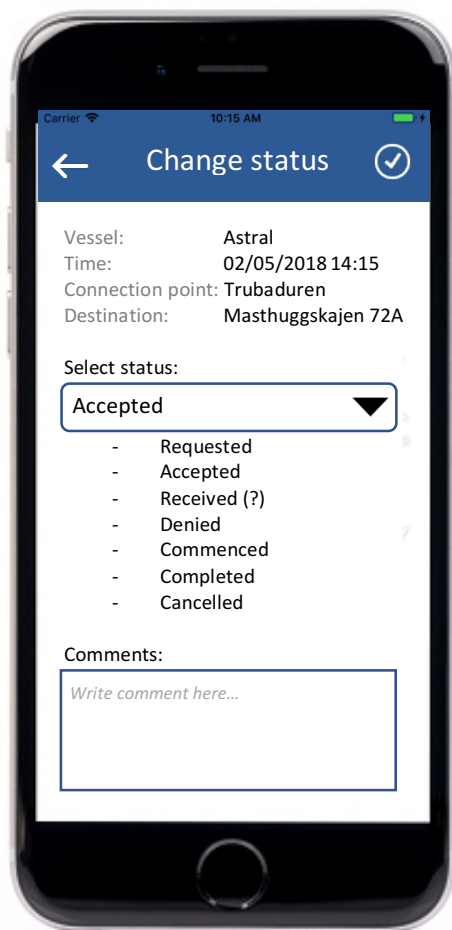 Carrier 10:15 AM
Change status
Vessel: Astral
Time: 02/05/2018 14:15
Connection point: Trubaduren
Destination: Masthuggskajen 72A
Select status:
Accepted
- Requested
- Accepted
- Received (?)
- Denied
- Commenced
- Completed
- Cancelled
Comments:
Write comment here...